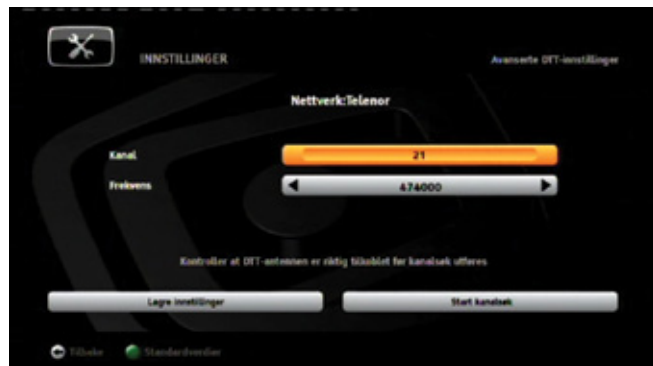 INNSTILLINGER
Avanserte DTT-innstillinger
Nettverk:Telenor
Kanal 21
Frekvens 474000
Kontroller at DTT-antennen er riktig tilkoblet før kanalsøk utføres
Lagre innstillinger Start kanalsøk
Tilbake Standardverdier